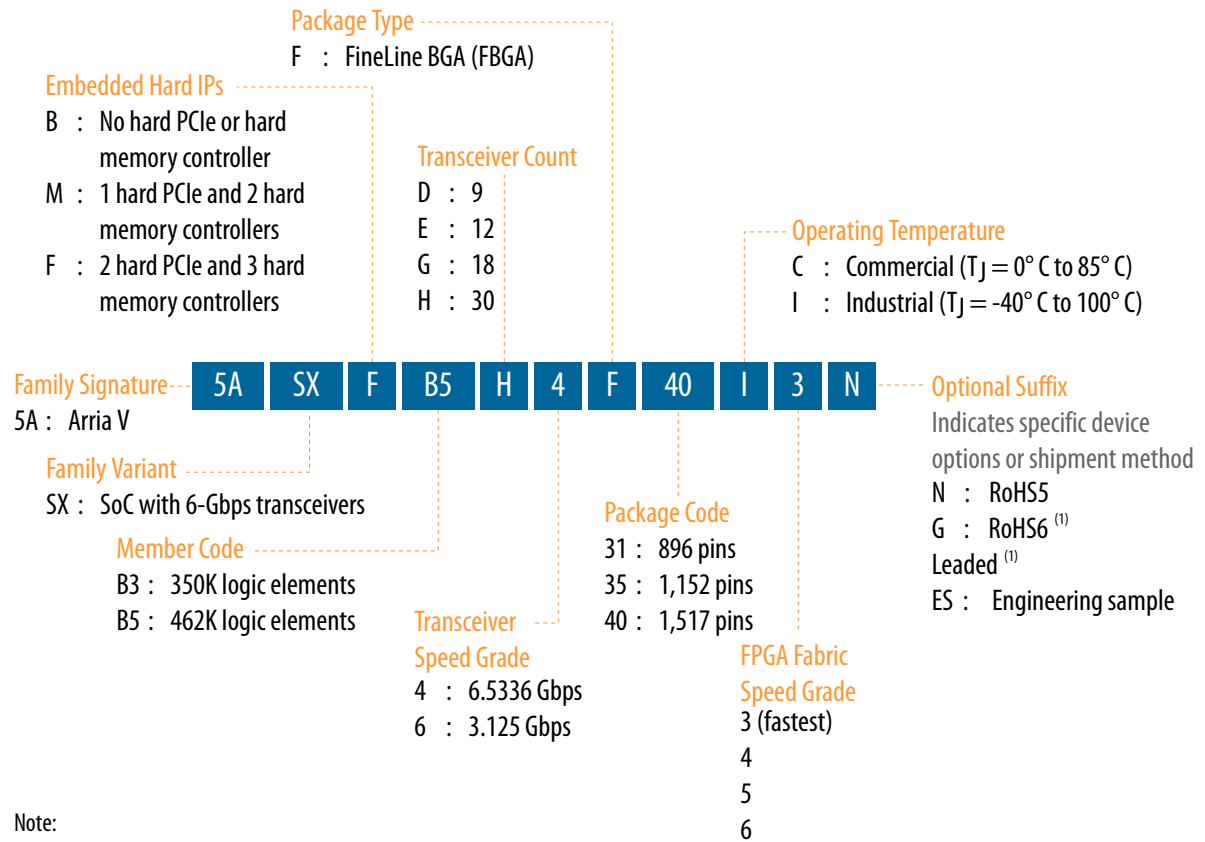 Package Type
F : FineLine BGA (FBGA)
Embedded Hard IPs
B : No hard PCIe or hard
memory controller
M : 1 hard PCIe and 2 hard
memory controllers
F : 2 hard PCIe and 3 hard
memory controllers
Transceiver Count
D : 9
E : 12
G : 18
H : 30
Operating Temperature
C : Commercial (TJ = 0° C to 85° C)
I : Industrial (TJ = -40° C to 100° C)
Family Signature
5A : Arria V
5A SX F B5 H 4 F 40 I 3 N
Optional Suffix
Indicates specific device
options or shipment method
N : RoHS5
G : RoHS6 (1)
Leaded (1)
ES : Engineering sample
Family Variant
SX : SoC with 6-Gbps transceivers
Member Code
B3 : 350K logic elements
B5 : 462K logic elements
Transceiver
Speed Grade
4 : 6.5336 Gbps
6 : 3.125 Gbps
Package Code
31 : 896 pins
35 : 1,152 pins
40 : 1,517 pins
FPGA Fabric
Speed Grade
3 (fastest)
4
5
6
Note: